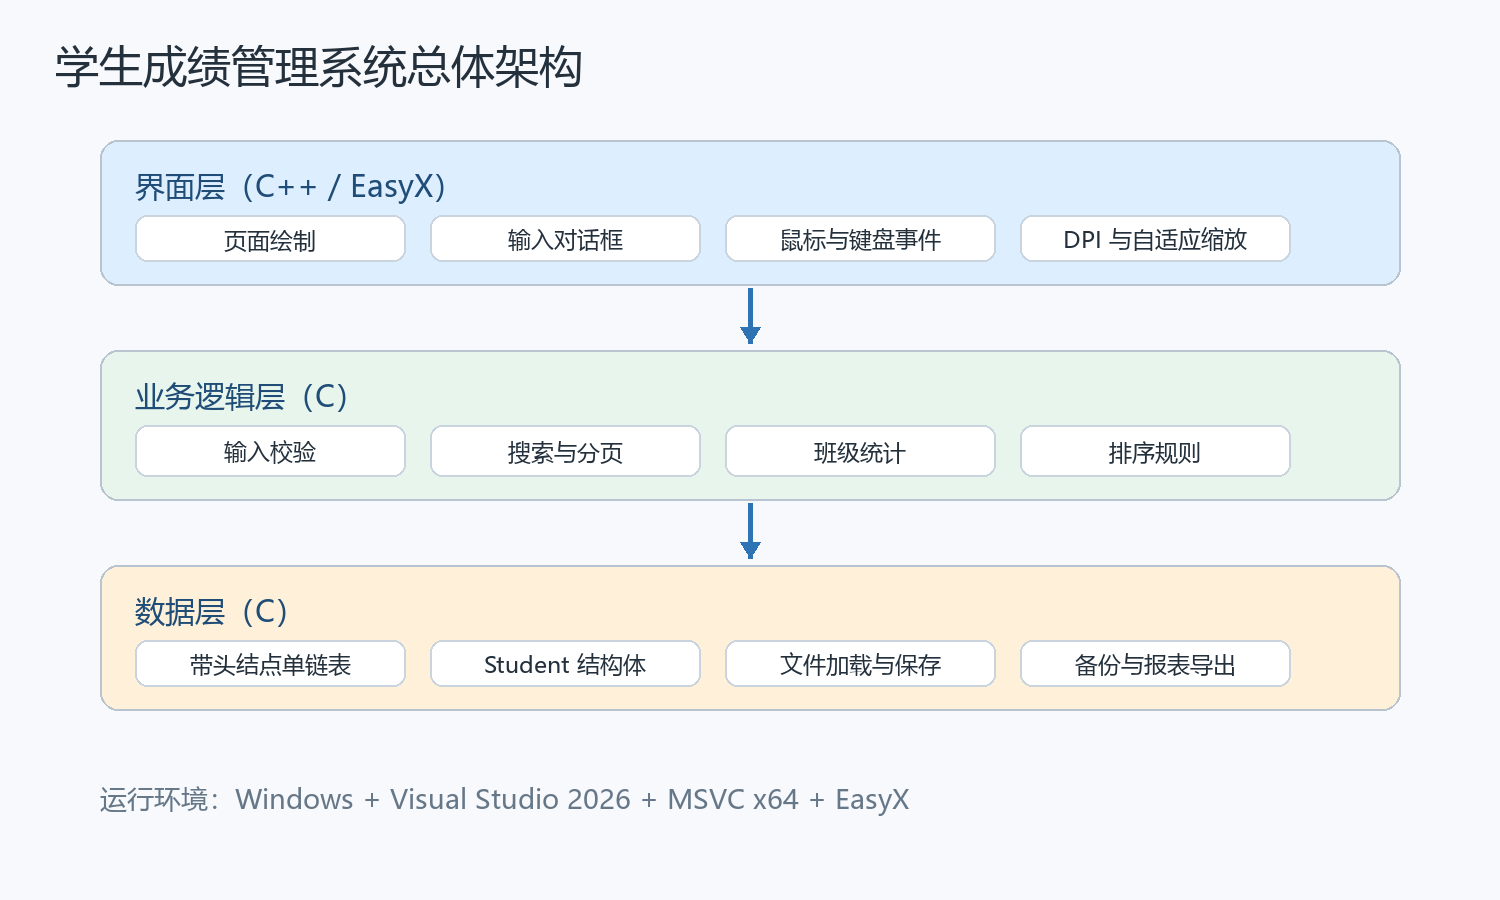 学生成绩管理系统总体架构
界面层（C++ / EasyX）
页面绘制
输入对话框
鼠标与键盘事件
DPI 与自适应缩放
业务逻辑层（C）
输入校验
搜索与分页
班级统计
排序规则
数据层（C）
带头结点单链表
Student 结构体
文件加载与保存
备份与报表导出
运行环境：Windows + Visual Studio 2026 + MSVC x64 + EasyX